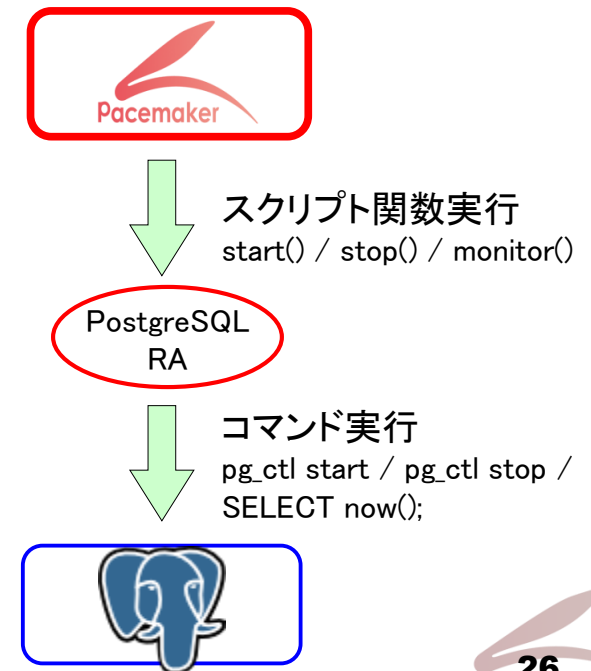 Pacemaker
スクリプト関数実行
start() / stop() / monitor()
PostgreSQL
RA
コマンド実行
pg_ctl start / pg_ctl stop /
SELECT now();
26